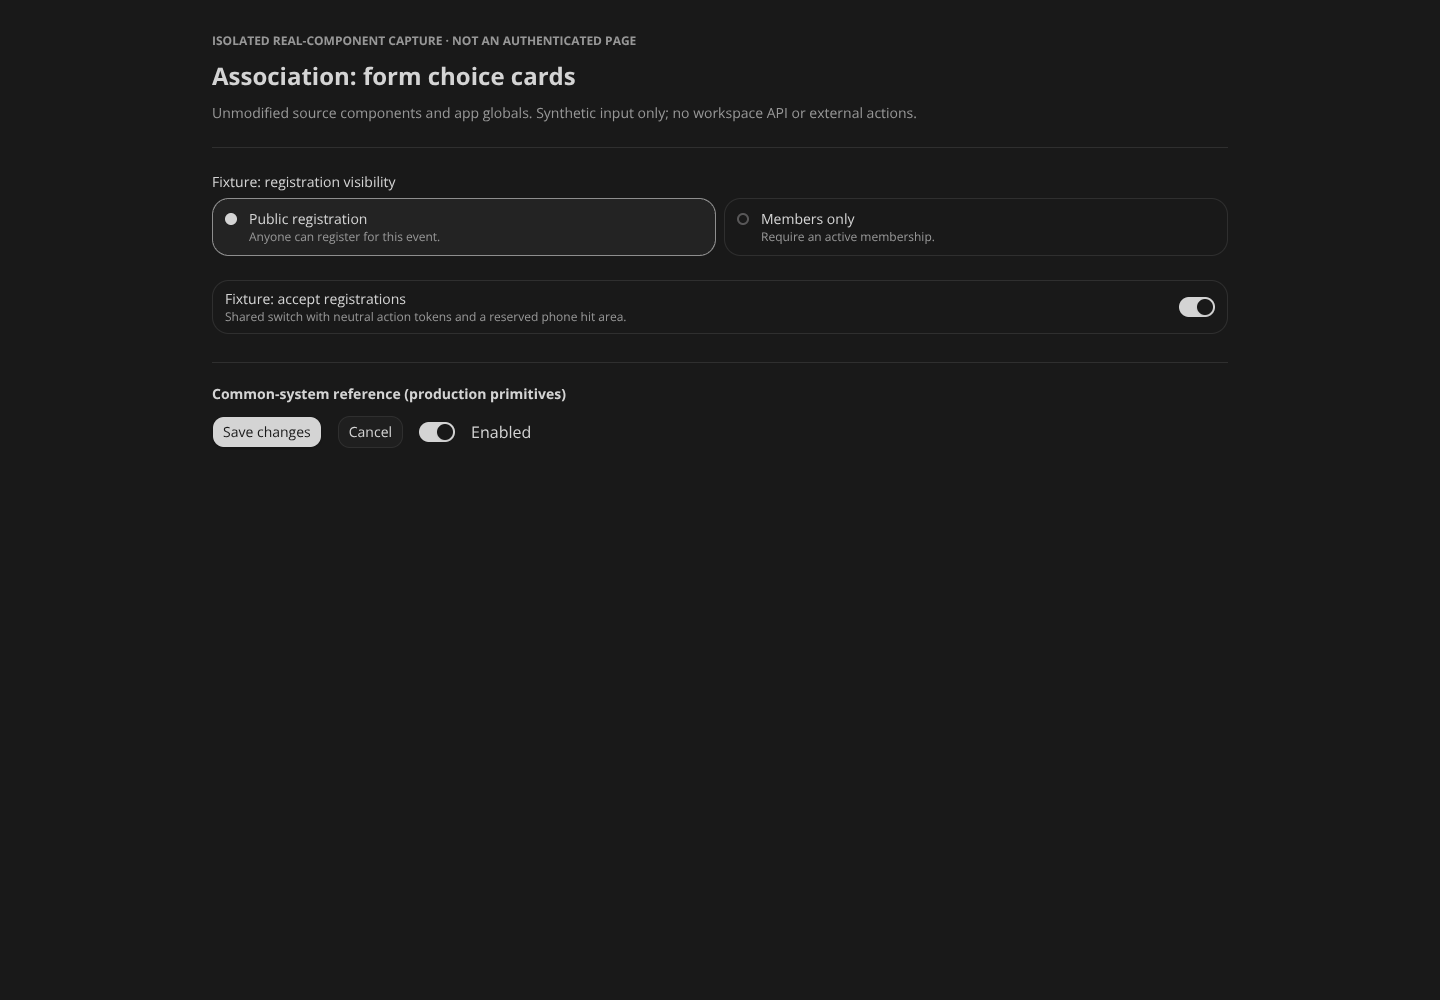 ISOLATED REAL-COMPONENT CAPTURE · NOT AN AUTHENTICATED PAGE
Association: form choice cards
Unmodified source components and app globals. Synthetic input only; no workspace API or external actions.
Fixture: registration visibility
Public registration
Anyone can register for this event.
Members only
Require an active membership.
Fixture: accept registrations
Shared switch with neutral action tokens and a reserved phone hit area.
Common-system reference (production primitives)
Save changes Cancel Enabled